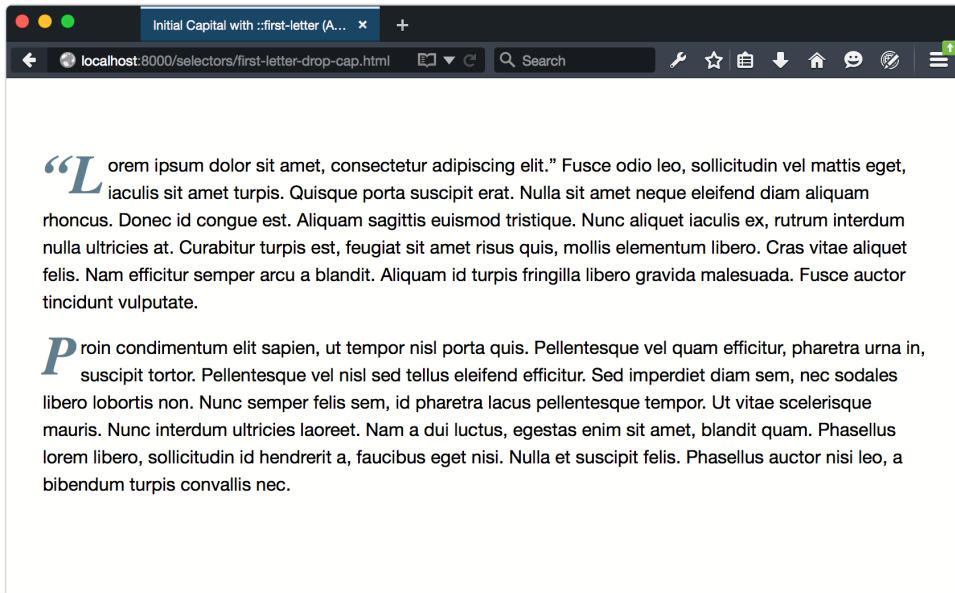 Initial Capital with ::first-letter (A...
localhost:8000/selectors/first-letter-drop-cap.html
Search
“Lorem ipsum dolor sit amet, consectetur adipiscing elit.” Fusce odio leo, sollicitudin vel mattis eget,
iaculis sit amet turpis. Quisque porta suscipit erat. Nulla sit amet neque eleifend diam aliquam
rhoncus. Donec id congue est. Aliquam sagittis euismod tristique. Nunc aliquet iaculis ex, rutrum interdum
nulla ultricies at. Curabitur turpis est, feugiat sit amet risus quis, mollis elementum libero. Cras vitae aliquet
felis. Nam efficitur semper arcu a blandit. Aliquam id turpis fringilla libero gravida malesuada. Fusce auctor
tincidunt vulputate.
Proin condimentum elit sapien, ut tempor nisl porta quis. Pellentesque vel quam efficitur, pharetra urna in,
suscipit tortor. Pellentesque vel nisl sed tellus eleifend efficitur. Sed imperdiet diam sem, nec sodales
libero lobortis non. Nunc semper felis sem, id pharetra lacus pellentesque tempor. Ut vitae scelerisque
mauris. Nunc interdum ultricies laoreet. Nam a dui luctus, egestas enim sit amet, blandit quam. Phasellus
lorem libero, sollicitudin id hendrerit a, faucibus eget nisi. Nulla et suscipit felis. Phasellus auctor nisi leo, a
bibendum turpis convallis nec.